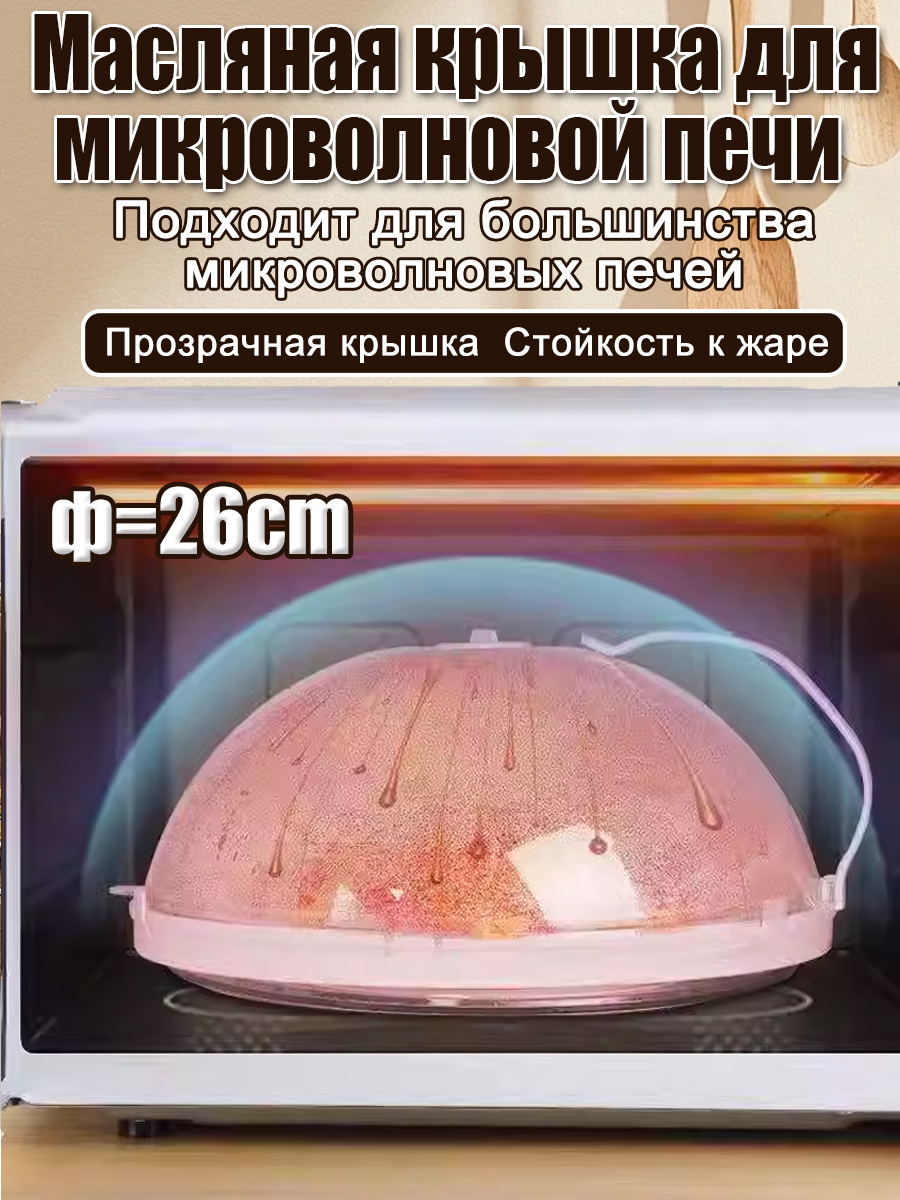 Масляная крышка для
микроволновой печи
Подходит для большинства
микроволновых печей
Прозрачная крышка Стойкость к жаре
ф=26cm